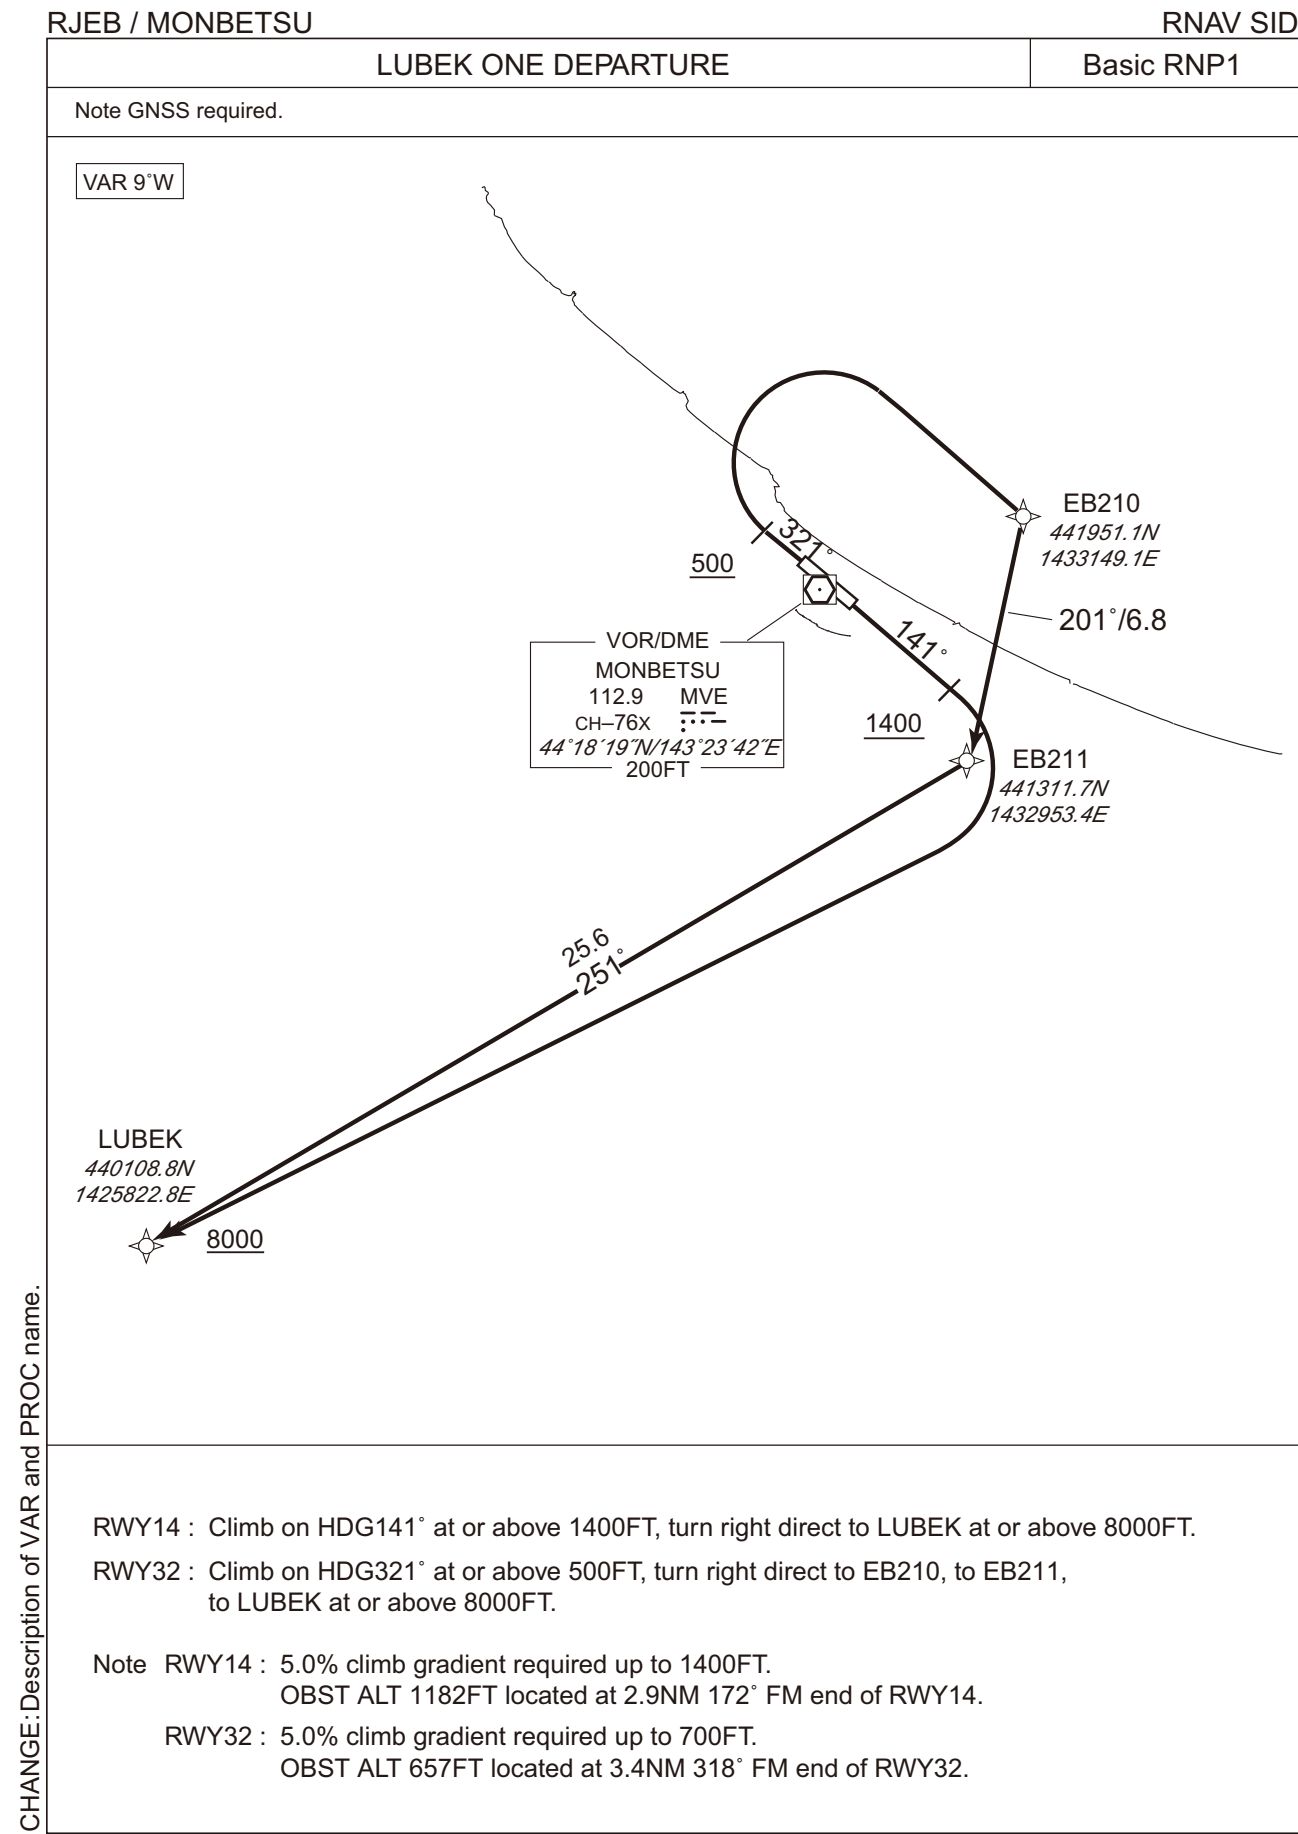 RJEB / MONBETSU
RNAV SID
LUBEK ONE DEPARTURE
Basic RNP1
Note GNSS required.
VAR 9˚W
EB210
441951.1N
1433149.1E
321˚
500
201˚/6.8
141˚
VOR/DME
MONBETSU
112.9 MVE
CH–76X
44˚18´19˝N/143˚23´42˝E
200FT
1400
EB211
441311.7N
1432953.4E
25.6
251˚
LUBEK
440108.8N
1425822.8E
8000
RWY14 : Climb on HDG141˚ at or above 1400FT, turn right direct to LUBEK at or above 8000FT.
RWY32 : Climb on HDG321˚ at or above 500FT, turn right direct to EB210, to EB211,
to LUBEK at or above 8000FT.
Note RWY14 : 5.0% climb gradient required up to 1400FT.
OBST ALT 1182FT located at 2.9NM 172˚ FM end of RWY14.
RWY32 : 5.0% climb gradient required up to 700FT.
OBST ALT 657FT located at 3.4NM 318˚ FM end of RWY32.
CHANGE: Description of VAR and PROC name.